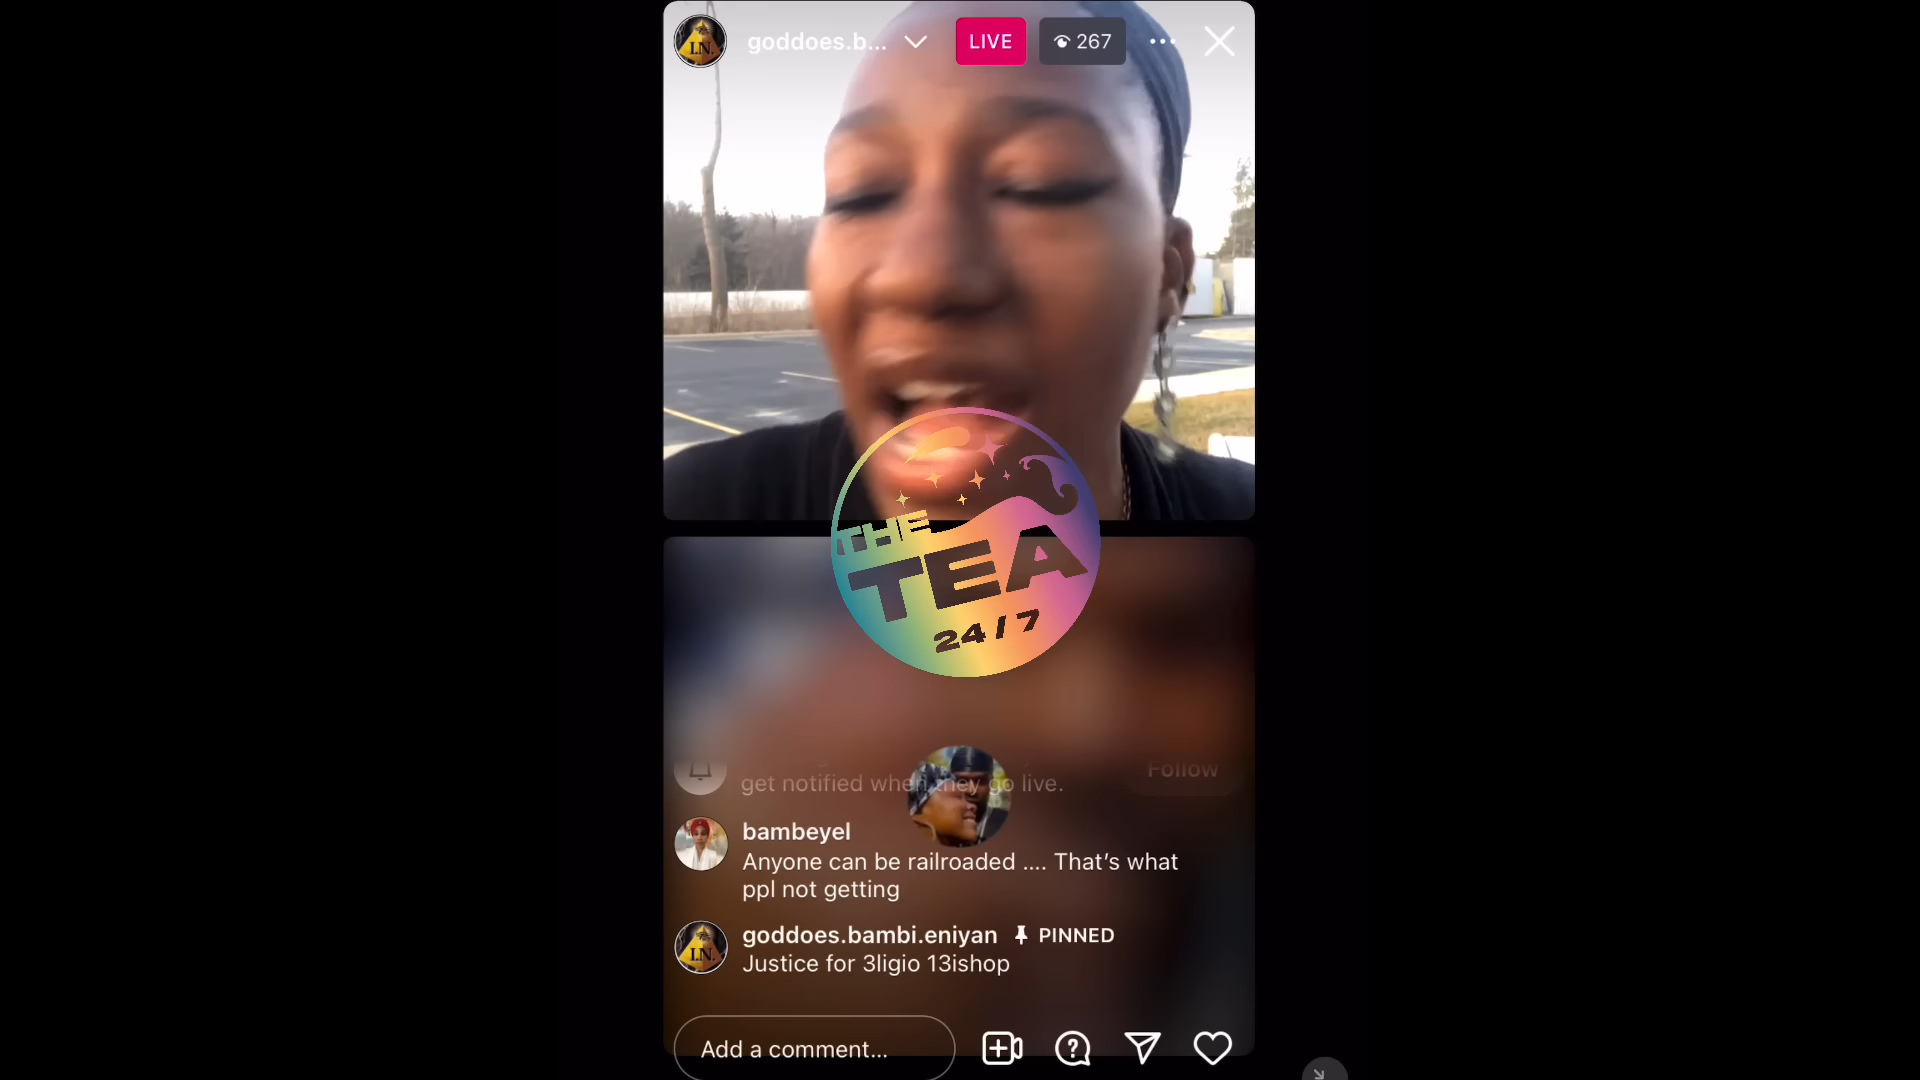 I.N.
goddoes.b...
LIVE
267
THE
TEA
24/7
get notified when they go live.
Follow
bambeyel
Anyone can be railroaded .... That's what
ppl not getting
I.N.
goddoes.bambi.eniyan PINNED
Justice for 3ligio 13ishop
Add a comment...